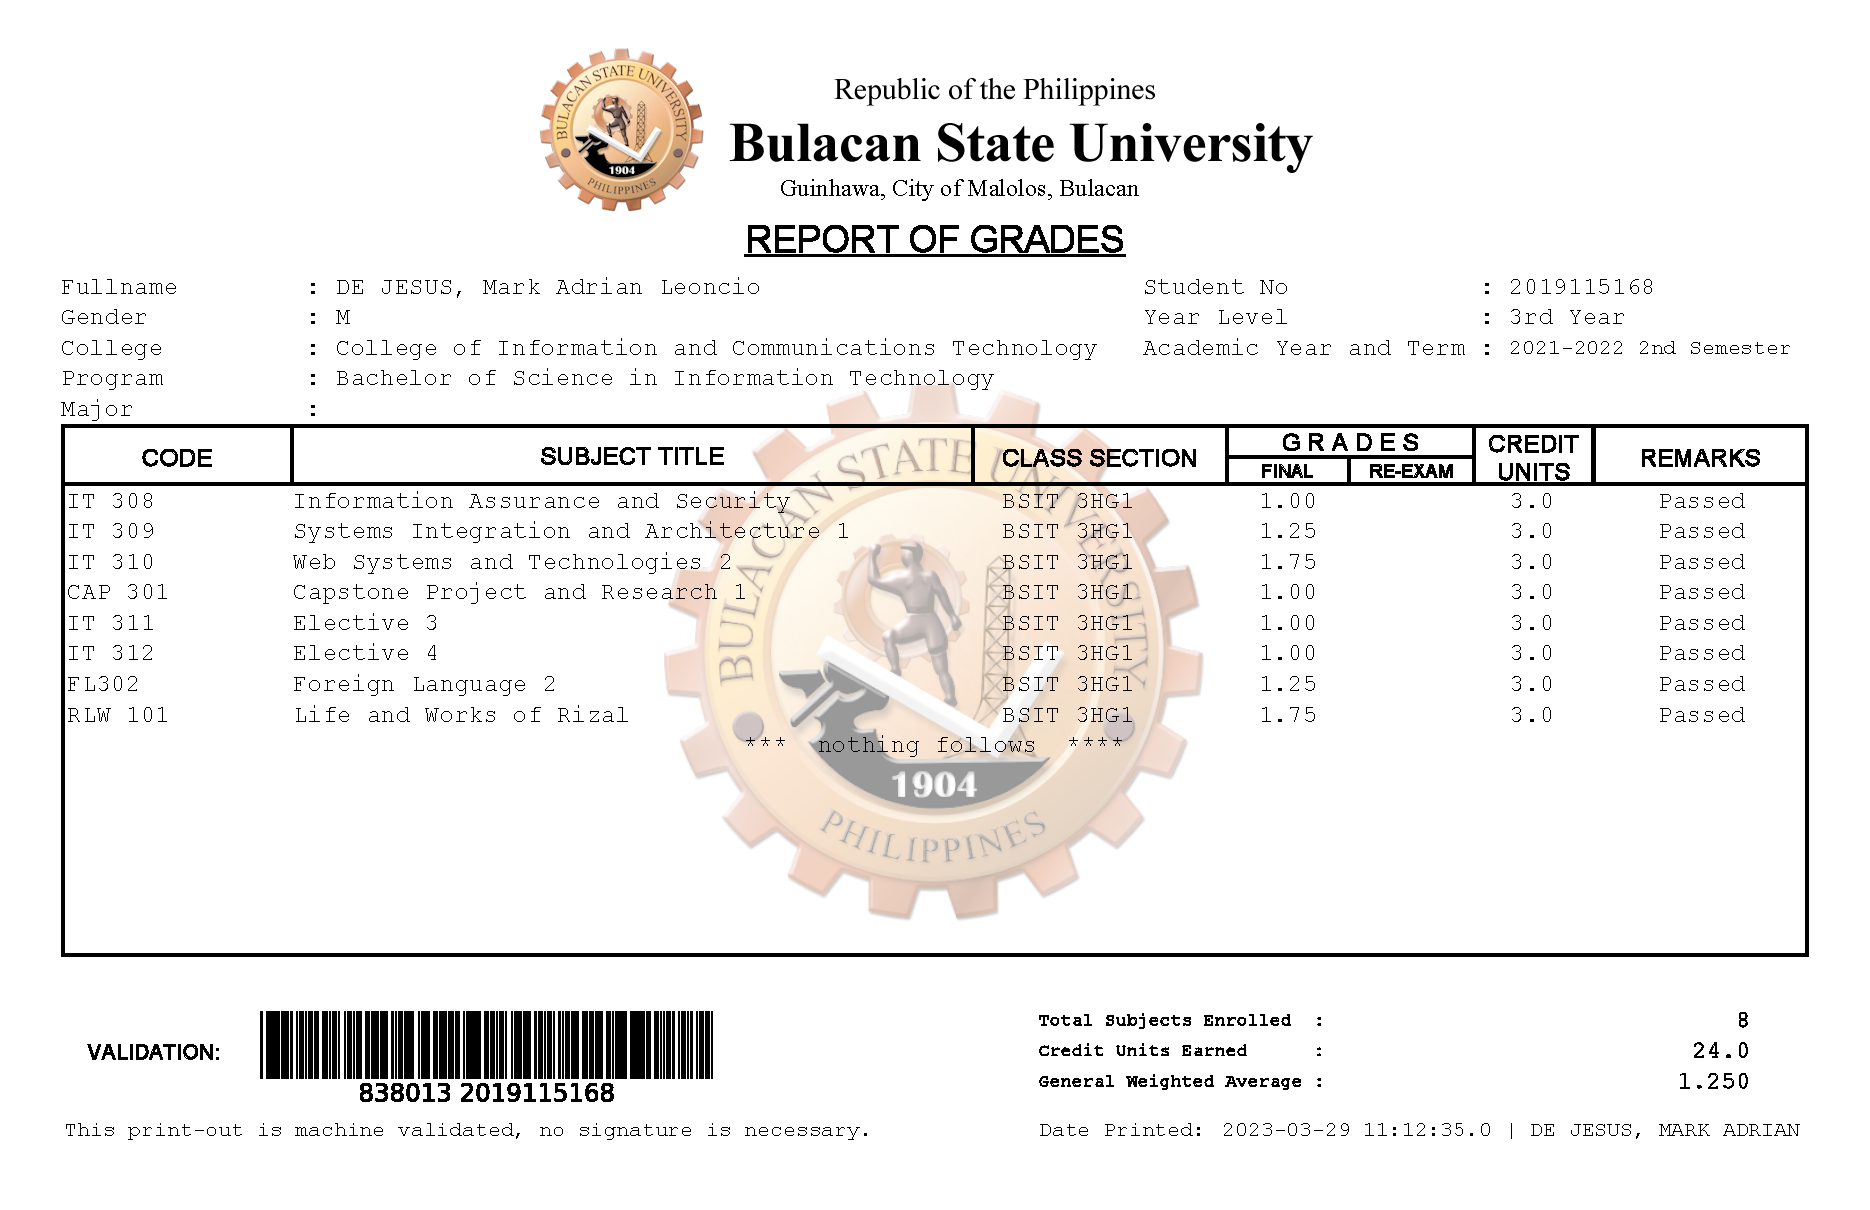 BULACAN STATE UNIVERSITY
1904
PHILIPPINES
Republic of the Philippines
Bulacan State University
Guinhawa, City of Malolos, Bulacan
REPORT OF GRADES
Fullname : DE JESUS, Mark Adrian Leoncio Student No : 2019115168
Gender : M Year Level : 3rd Year
College : College of Information and Communications Technology Academic Year and Term : 2021-2022 2nd Semester
Program : Bachelor of Science in Information Technology
Major :
CODE SUBJECT TITLE CLASS SECTION GRADES FINAL RE-EXAM CREDIT UNITS REMARKS
IT 308 Information Assurance and Security BSIT 3HG1 1.00 3.0 Passed
IT 309 Systems Integration and Architecture 1 BSIT 3HG1 1.25 3.0 Passed
IT 310 Web Systems and Technologies 2 BSIT 3HG1 1.75 3.0 Passed
CAP 301 Capstone Project and Research 1 BSIT 3HG1 1.00 3.0 Passed
IT 311 Elective 3 BSIT 3HG1 1.00 3.0 Passed
IT 312 Elective 4 BSIT 3HG1 1.00 3.0 Passed
FL302 Foreign Language 2 BSIT 3HG1 1.25 3.0 Passed
RLW 101 Life and Works of Rizal BSIT 3HG1 1.75 3.0 Passed
*** nothing follows ****
BULACAN STATE UNIVERSITY
1904
PHILIPPINES
VALIDATION:
838013 2019115168
Total Subjects Enrolled : 8
Credit Units Earned : 24.0
General Weighted Average : 1.250
This print-out is machine validated, no signature is necessary.
Date Printed: 2023-03-29 11:12:35.0 | DE JESUS, MARK ADRIAN